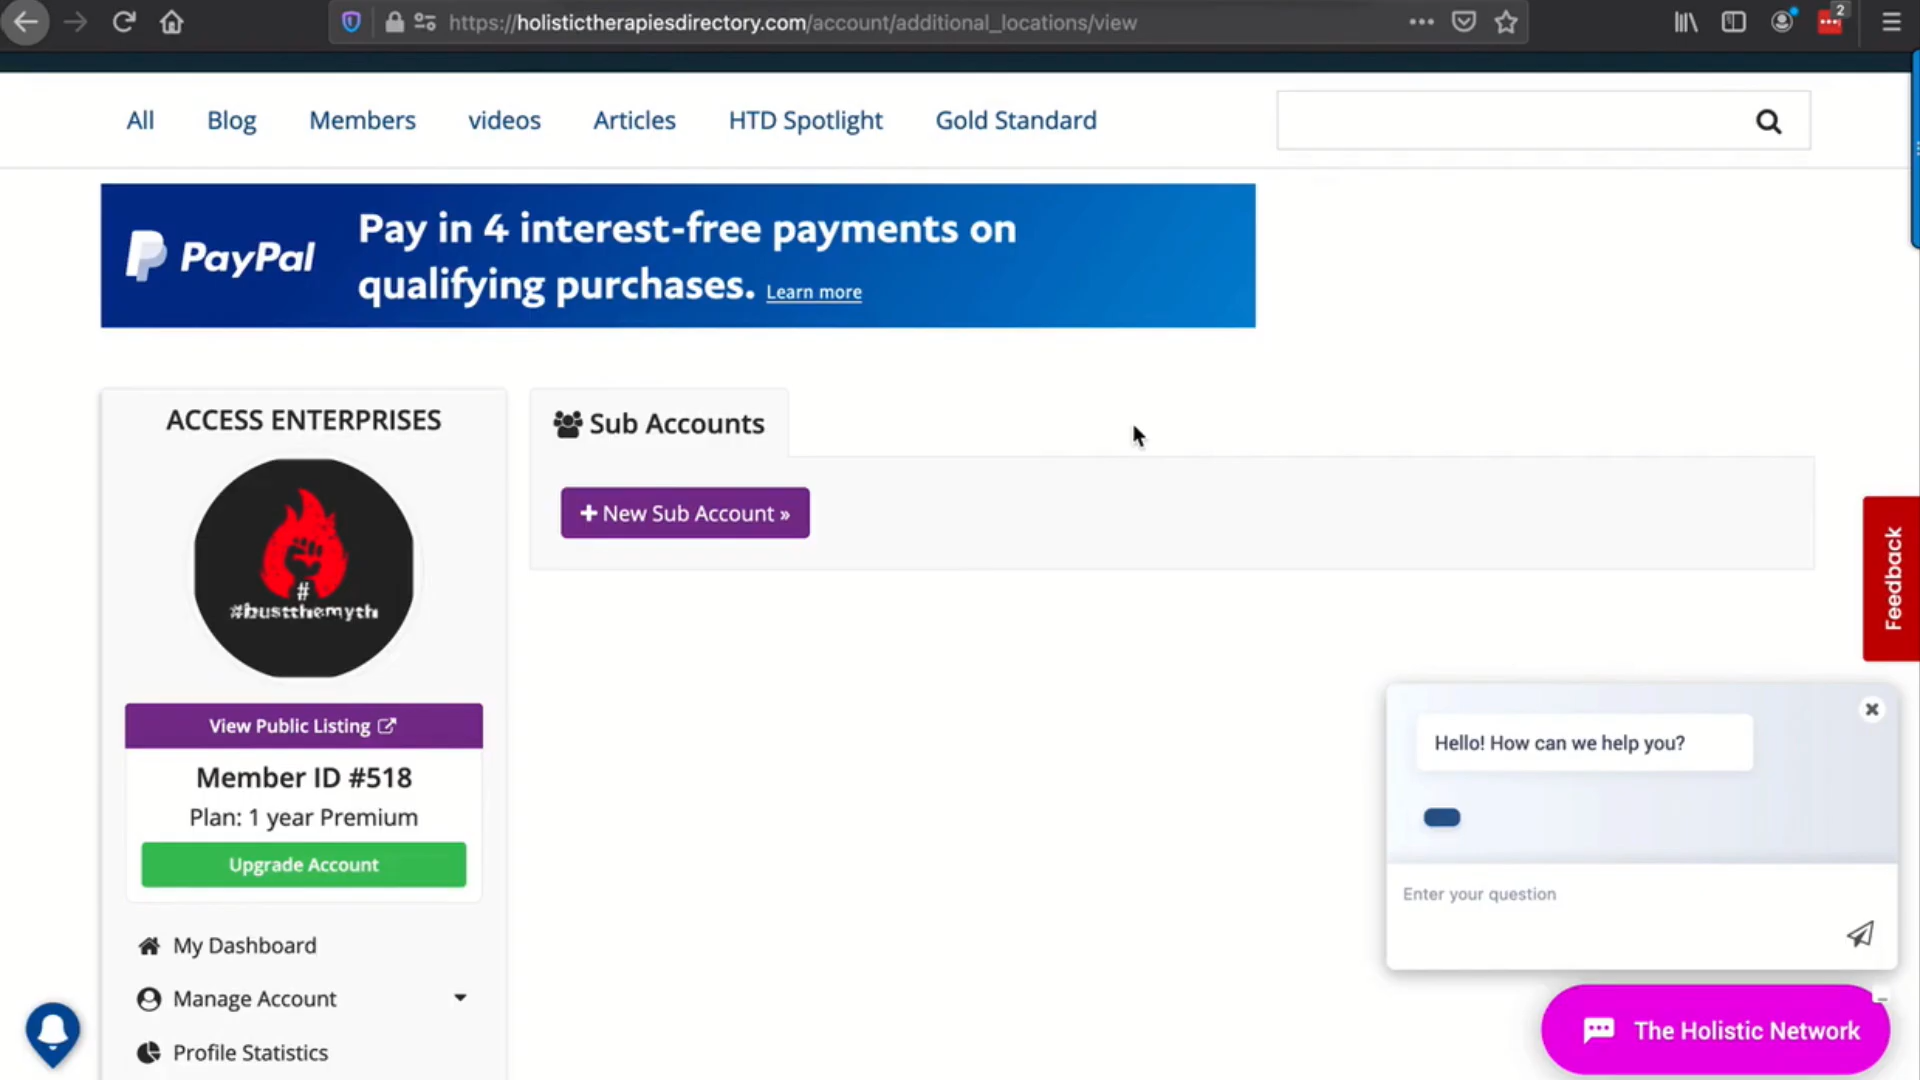 https://holistictherapiesdirectory.com/account/additional_locations/view
2
All
Blog
Members
videos
Articles
HTD Spotlight
Gold Standard
PayPal
Pay in 4 interest-free payments on
qualifying purchases. Learn more
ACCESS ENTERPRISES
#
#bustthemyth
View Public Listing
Member ID #518
Plan: 1 year Premium
Upgrade Account
My Dashboard
Manage Account
Profile Statistics
Sub Accounts
+ New Sub Account »
Feedback
Hello! How can we help you?
Enter your question
The Holistic Network